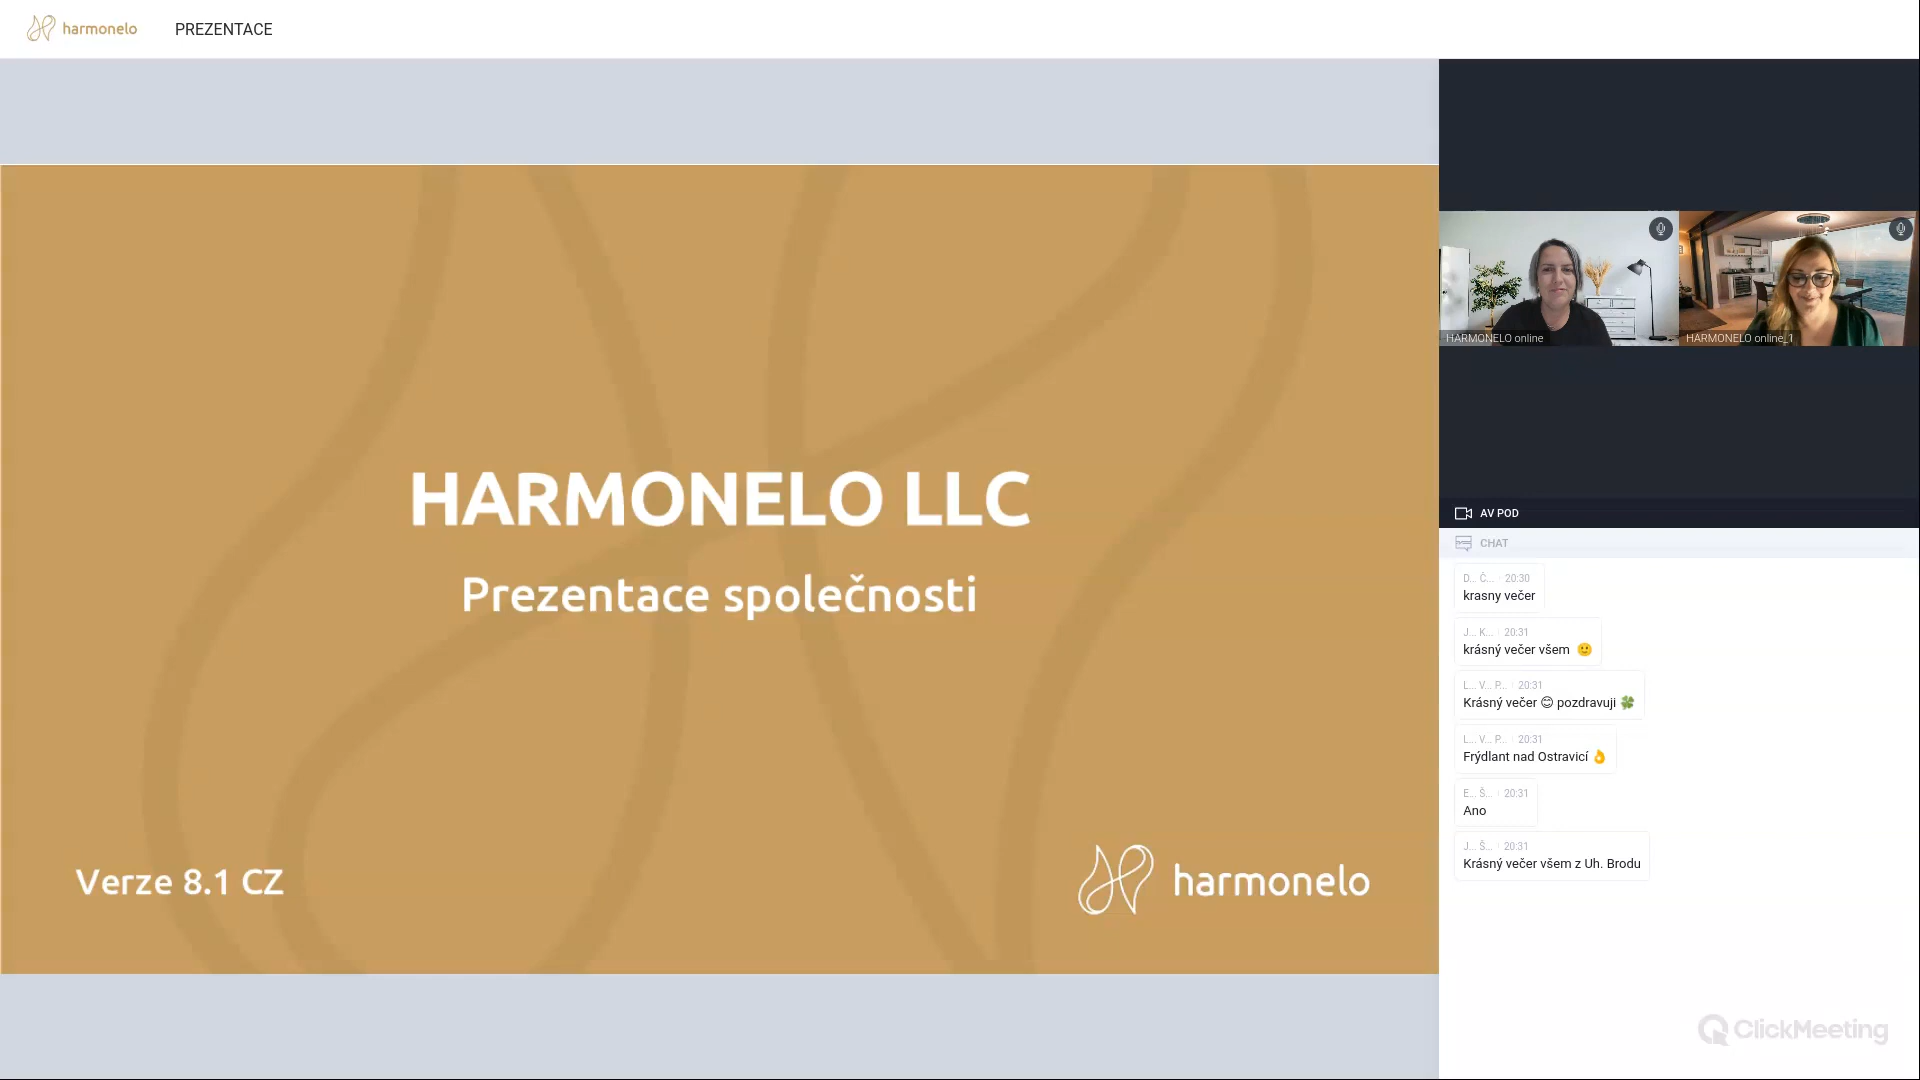 harmonelo
PREZENTACE
HARMONELO LLC
Prezentace společnosti
Verze 8.1 CZ
harmonelo
HARMONELO online
HARMONELO online_1
AV POD
CHAT
D... Č... 20:30
krasny večer
J... K... 20:31
krásný večer všem 🙂
L... V... P... 20:31
Krásný večer 😊 pozdravuji 🍀
L... V... P... 20:31
Frýdlant nad Ostravicí 👌
E... Š... 20:31
Ano
J... Š... 20:31
Krásný večer všem z Uh. Brodu
ClickMeeting